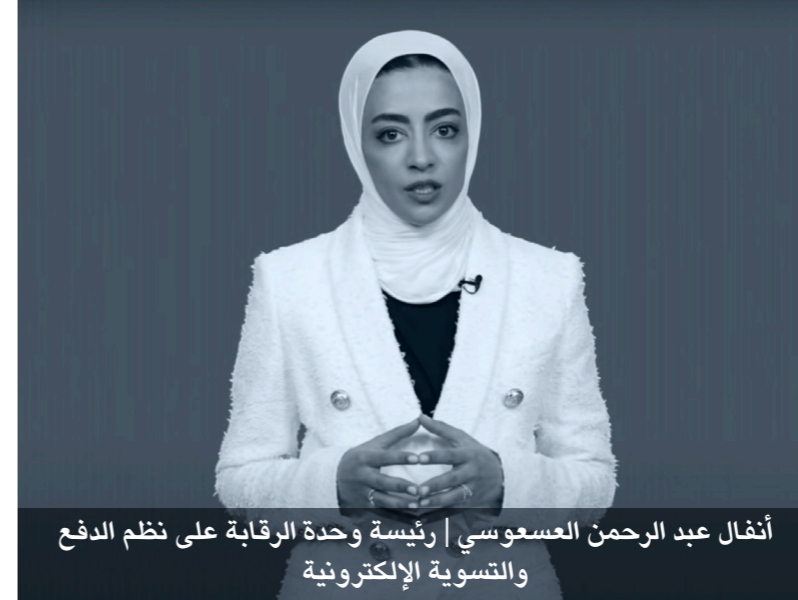 أنفال عبد الرحمن العسعوسي | رئيسة وحدة الرقابة على نظم الدفع
والتسوية الإلكترونية